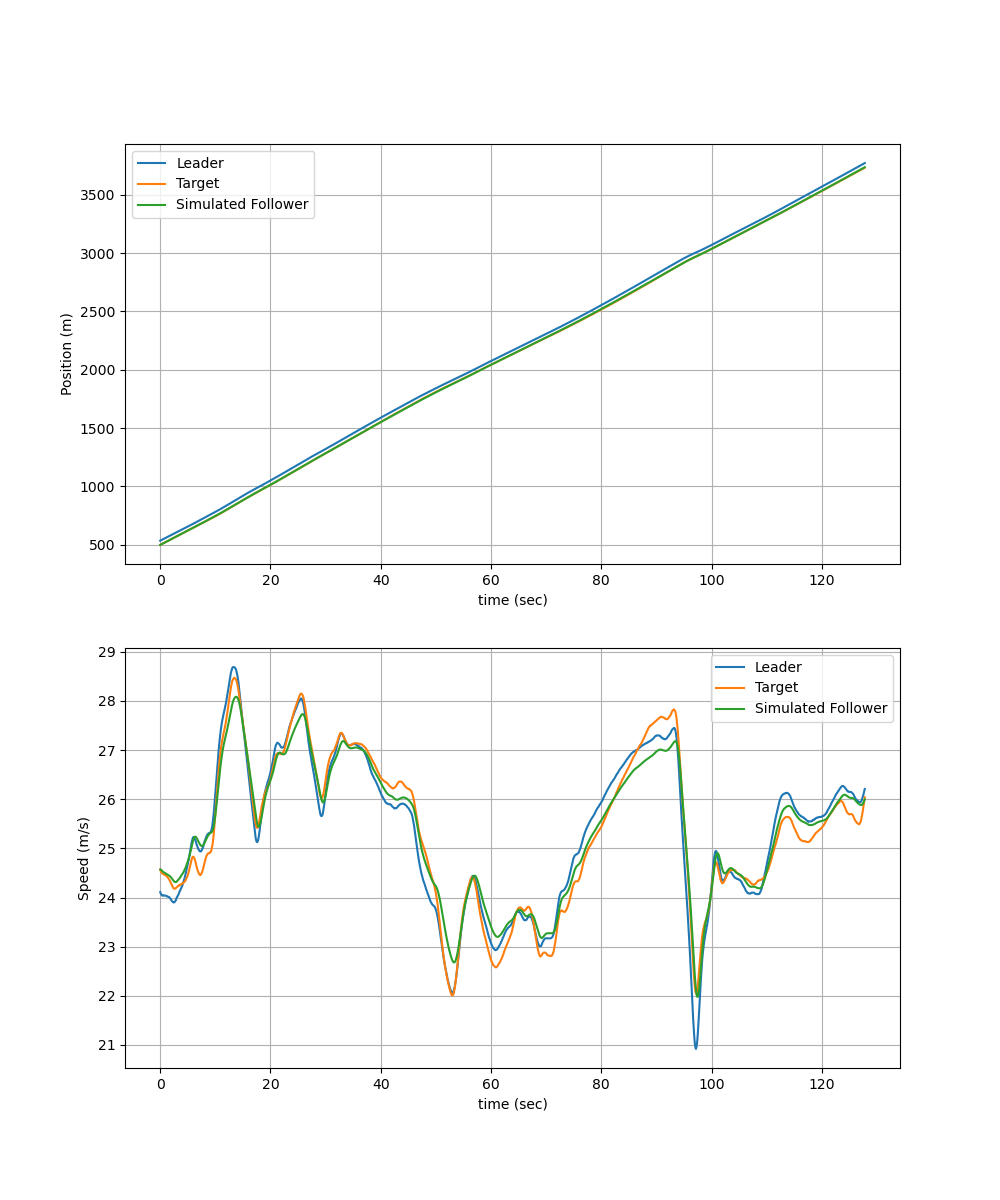 Leader
Target
Simulated Follower
3500
3000
2500
2000
1500
1000
500
Position (m)
0 20 40 60 80 100 120
time (sec)
Leader
Target
Simulated Follower
29
28
27
26
25
24
23
22
21
Speed (m/s)
0 20 40 60 80 100 120
time (sec)